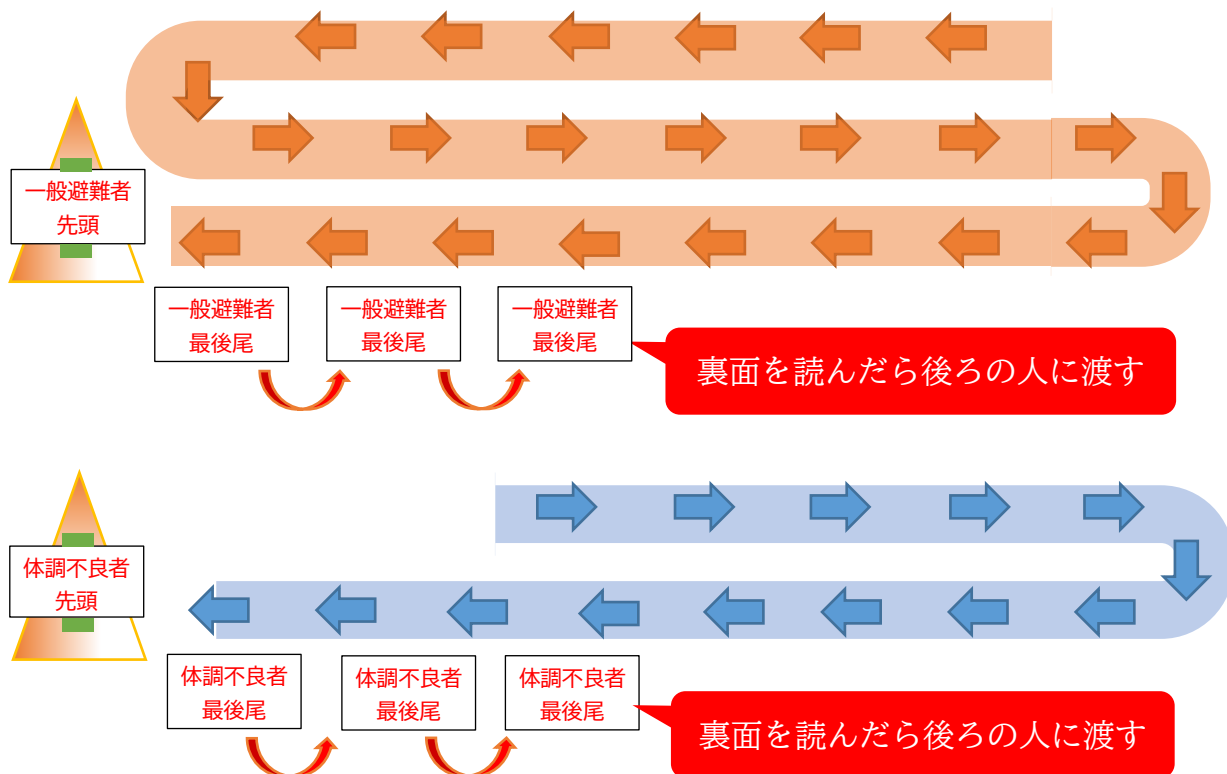 一般避難者
先頭
一般避難者
最後尾
一般避難者
最後尾
一般避難者
最後尾
裏面を読んだら後ろの人に渡す
体調不良者
先頭
体調不良者
最後尾
体調不良者
最後尾
体調不良者
最後尾
裏面を読んだら後ろの人に渡す